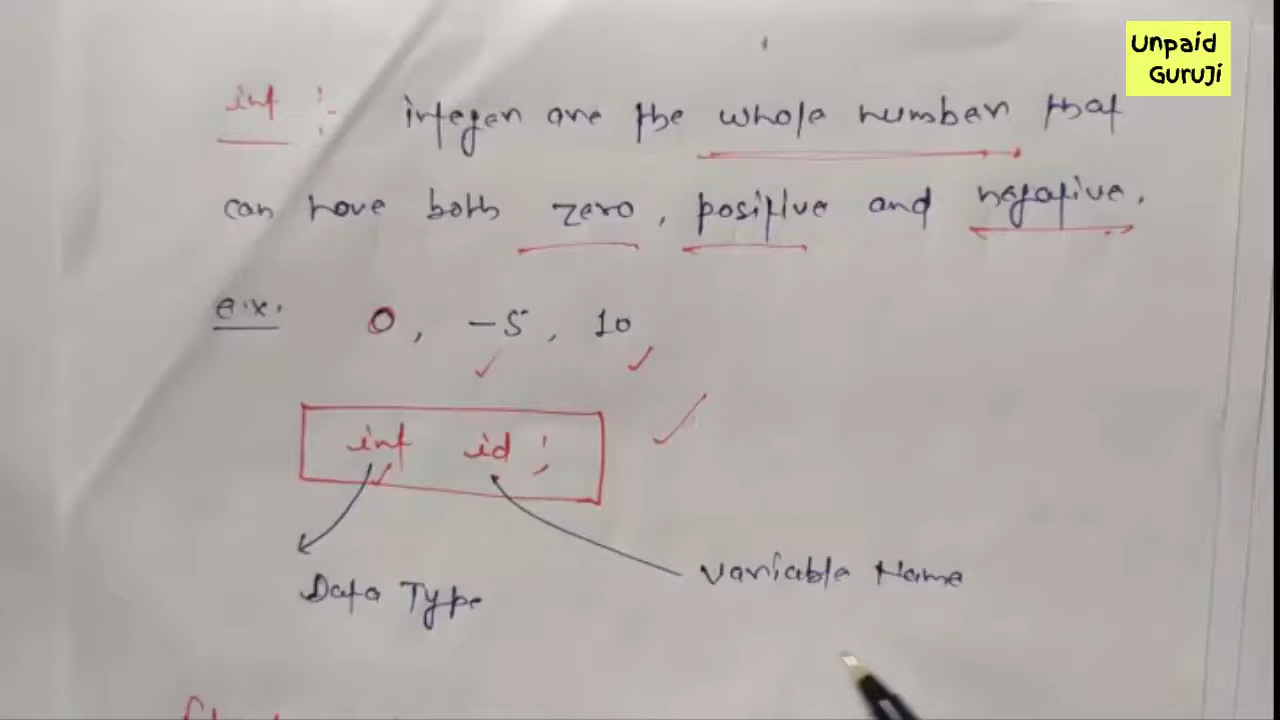 Unpaid
GuruJi
int :- integer are the whole number that
can have both zero, positive and negative.
e.x. 0, -5, 10
int id ;
Data Type
Variable Name